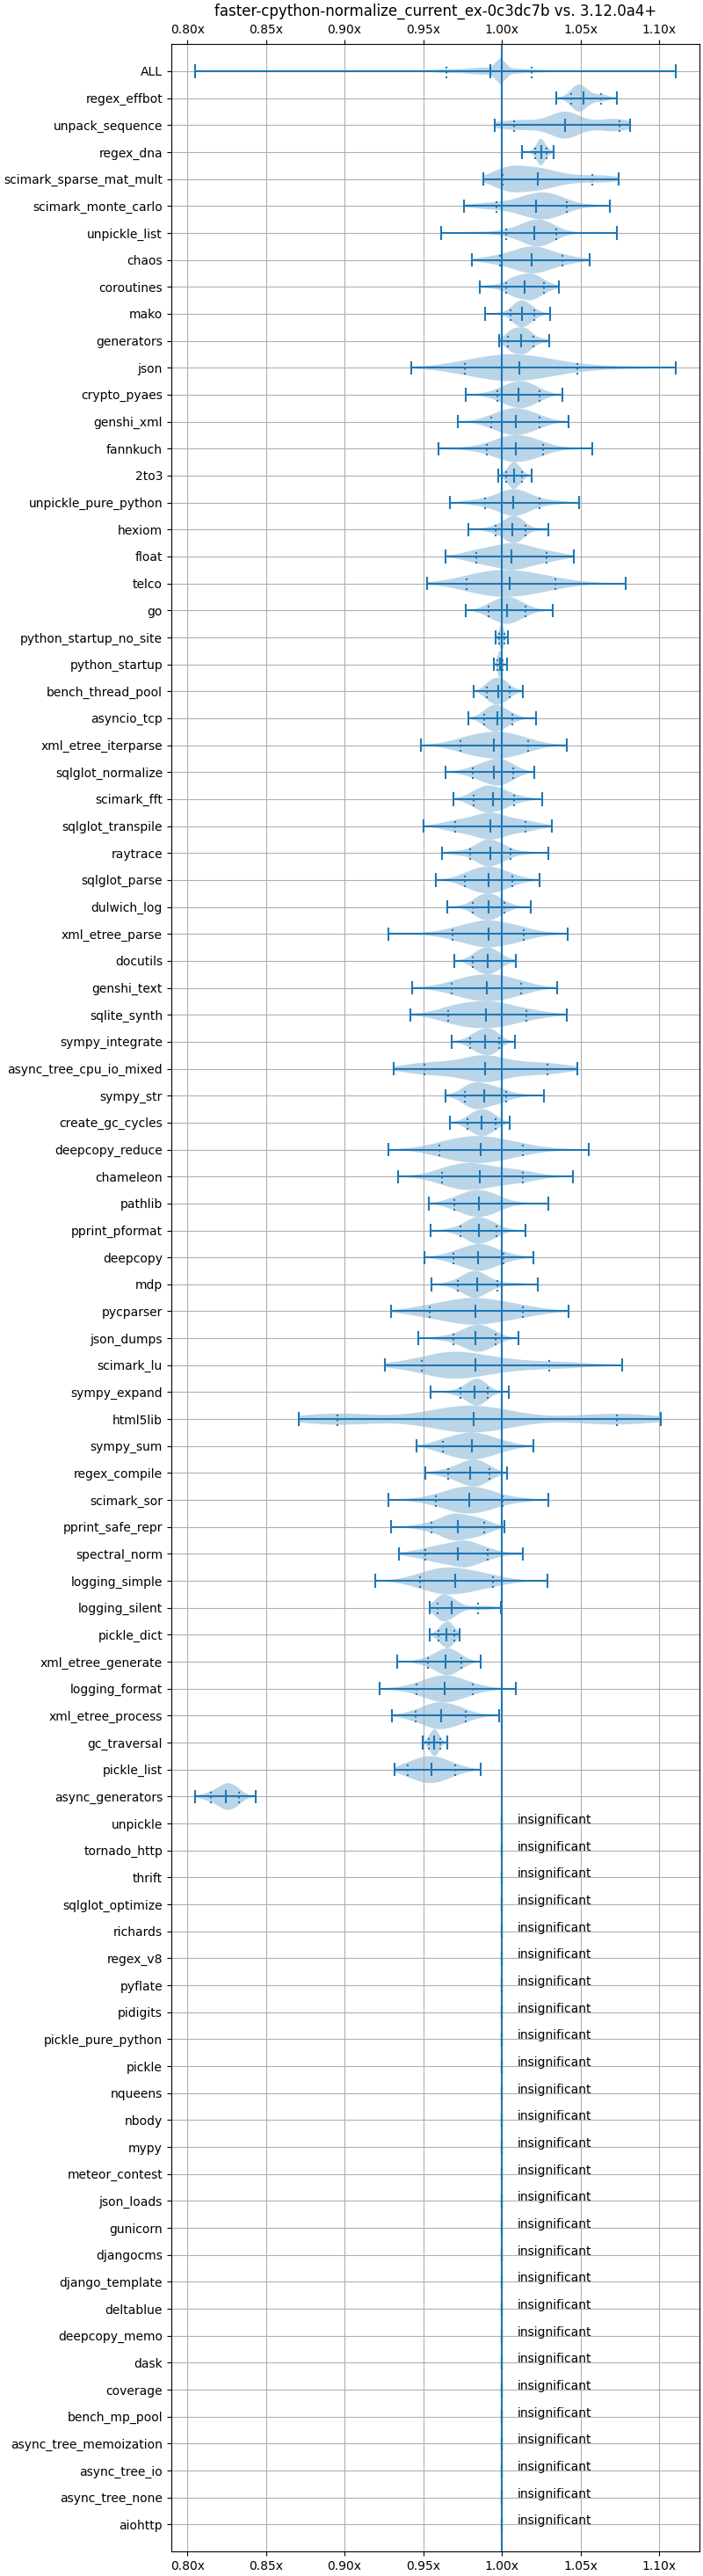 faster-cpython-normalize_current_ex-0c3dc7b vs. 3.12.0a4+
0.80x 0.85x 0.90x 0.95x 1.00x 1.05x 1.10x
ALL
regex_effbot
unpack_sequence
regex_dna
scimark_sparse_mat_mult
scimark_monte_carlo
unpickle_list
chaos
coroutines
mako
generators
json
crypto_pyaes
genshi_xml
fannkuch
2to3
unpickle_pure_python
hexiom
float
telco
go
python_startup_no_site
python_startup
bench_thread_pool
asyncio_tcp
xml_etree_iterparse
sqlglot_normalize
scimark_fft
sqlglot_transpile
raytrace
sqlglot_parse
dulwich_log
xml_etree_parse
docutils
genshi_text
sqlite_synth
sympy_integrate
async_tree_cpu_io_mixed
sympy_str
create_gc_cycles
deepcopy_reduce
chameleon
pathlib
pprint_pformat
deepcopy
mdp
pycparser
json_dumps
scimark_lu
sympy_expand
html5lib
sympy_sum
regex_compile
scimark_sor
pprint_safe_repr
spectral_norm
logging_simple
logging_silent
pickle_dict
xml_etree_generate
logging_format
xml_etree_process
gc_traversal
pickle_list
async_generators
unpickle insignificant
tornado_http insignificant
thrift insignificant
sqlglot_optimize insignificant
richards insignificant
regex_v8 insignificant
pyflate insignificant
pidigits insignificant
pickle_pure_python insignificant
pickle insignificant
nqueens insignificant
nbody insignificant
mypy insignificant
meteor_contest insignificant
json_loads insignificant
gunicorn insignificant
djangocms insignificant
django_template insignificant
deltablue insignificant
deepcopy_memo insignificant
dask insignificant
coverage insignificant
bench_mp_pool insignificant
async_tree_memoization insignificant
async_tree_io insignificant
async_tree_none insignificant
aiohttp insignificant
0.80x 0.85x 0.90x 0.95x 1.00x 1.05x 1.10x